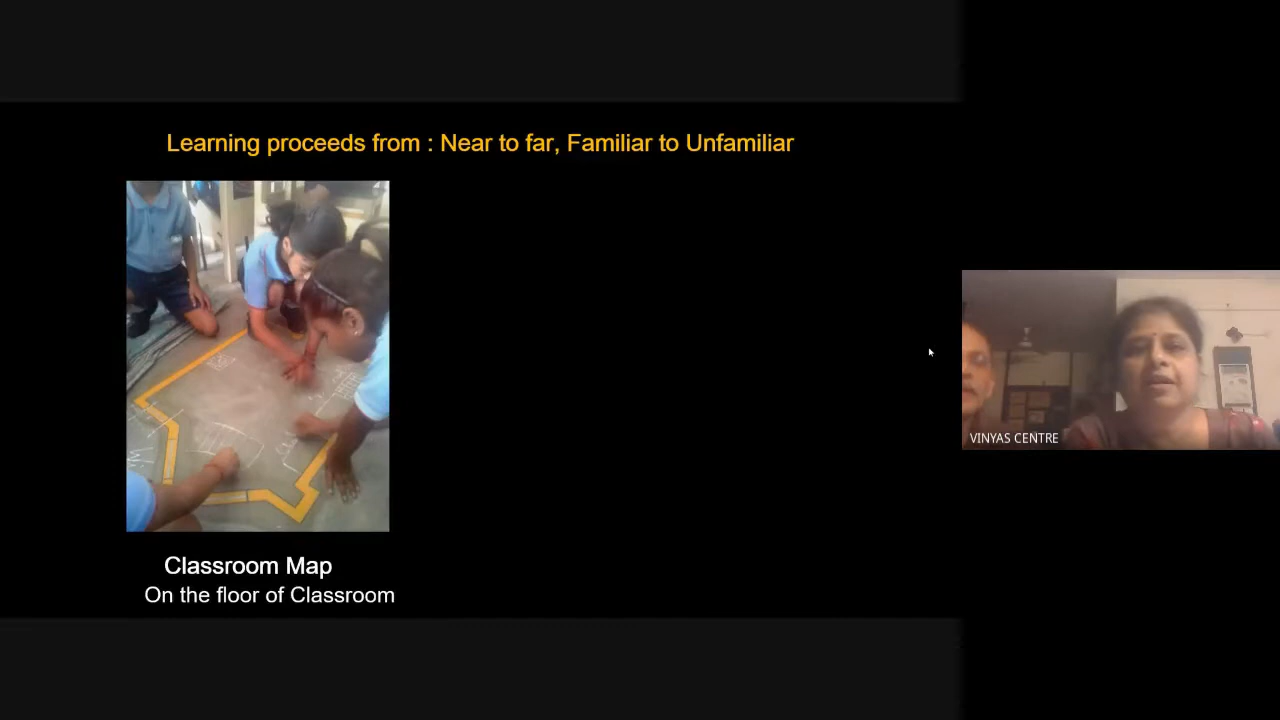 Learning proceeds from : Near to far, Familiar to Unfamiliar
Classroom Map
On the floor of Classroom
VINYAS CENTRE